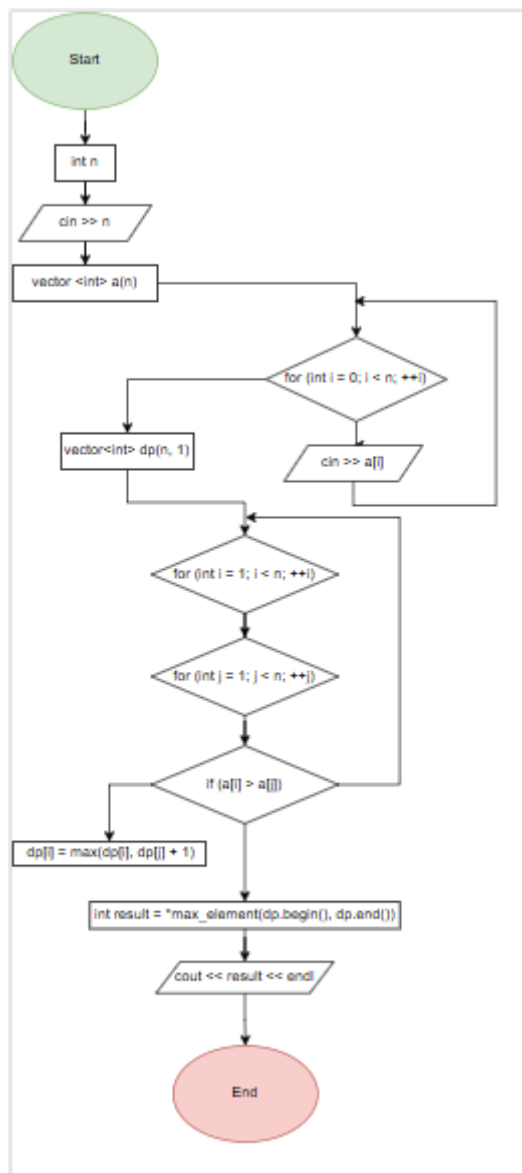 Start
int n
cin >> n
vector <int> a(n)
for (int i = 0; i < n; ++i)
vector<int> dp(n, 1)
cin >> a[i]
for (int i = 1; i < n; ++i)
for (int j = 1; j < n; ++j)
if (a[i] > a[j])
dp[i] = max(dp[i], dp[j] + 1)
int result = "max_element(dp.begin(), dp.end())
cout << result << endl
End